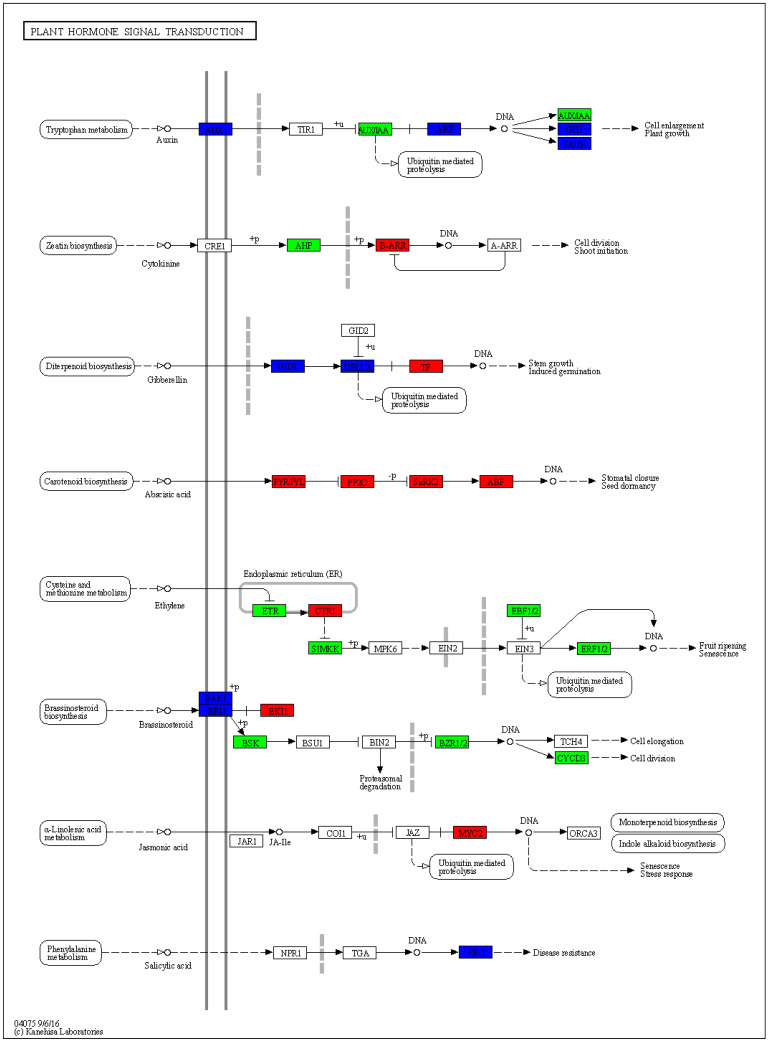 PLANT HORMONE SIGNAL TRANSDUCTION
Tryptophan metabolism
Auxin
AUX1
TIR1
+u
AUX/IAA
ARF
DNA
AUX/IAA
GH3
SAUR
Cell enlargement
Plant growth
Ubiquitin mediated
proteolysis
Zeatin biosynthesis
Cytokinine
CRE1
+p
AHP
+p
B-ARR
DNA
A-ARR
Cell division
Shoot initiation
GID2
+u
Diterpenoid biosynthesis
Gibberellin
GID1
DELLA
TF
DNA
Stem growth
Induced germination
Ubiquitin mediated
proteolysis
Carotenoid biosynthesis
Abscisic acid
PYR/PYL
PP2C
-p
SnRK2
ABF
DNA
Stomatal closure
Seed dormancy
Cysteine and
methionine metabolism
Ethylene
Endoplasmic reticulum (ER)
ETR
CTR1
SIMKK
+p
MPK6
EIN2
EBF1/2
+u
EIN3
ERF1/2
DNA
Fruit ripening
Senescence
Ubiquitin mediated
proteolysis
Brassinosteroid
biosynthesis
Brassinosteroid
BAK1
+p
BRI1
BKI1
+p
BSK
BSU1
BIN2
+p
BZR1/2
DNA
TCH4
Cell elongation
CYCD3
Cell division
Proteasomal
degradation
α-Linolenic acid
metabolism
Jasmonic acid
JAR1
JA-Ile
COI1
+u
JAZ
MYC2
DNA
ORCA3
Monoterpenoid biosynthesis
Indole alkaloid biosynthesis
Ubiquitin mediated
proteolysis
Senescence
Stress response
Phenylalanine
metabolism
Salicylic acid
NPR1
TGA
DNA
PR-1
Disease resistance
04075 9/6/16
(c) Kanehisa Laboratories